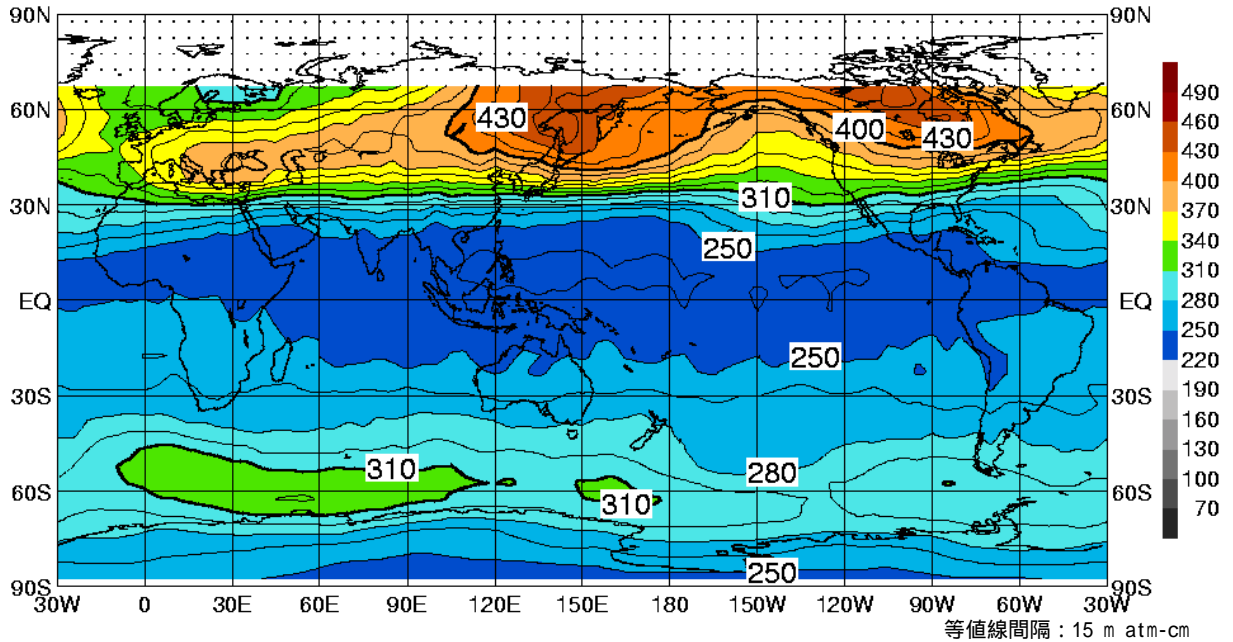 90N 90N
490
60N 430 400 430 60N
460
430
400
310
30N 30N
370
250
340
310
EQ EQ
280
250
250
220
30S 30S
190
160
310 280
130
60S 310 60S
100
70
250
90S 90S
30W 0 30E 60E 90E 120E 150E 180 150W 120W 90W 60W 30W
等値線間隔：15 m atm-cm